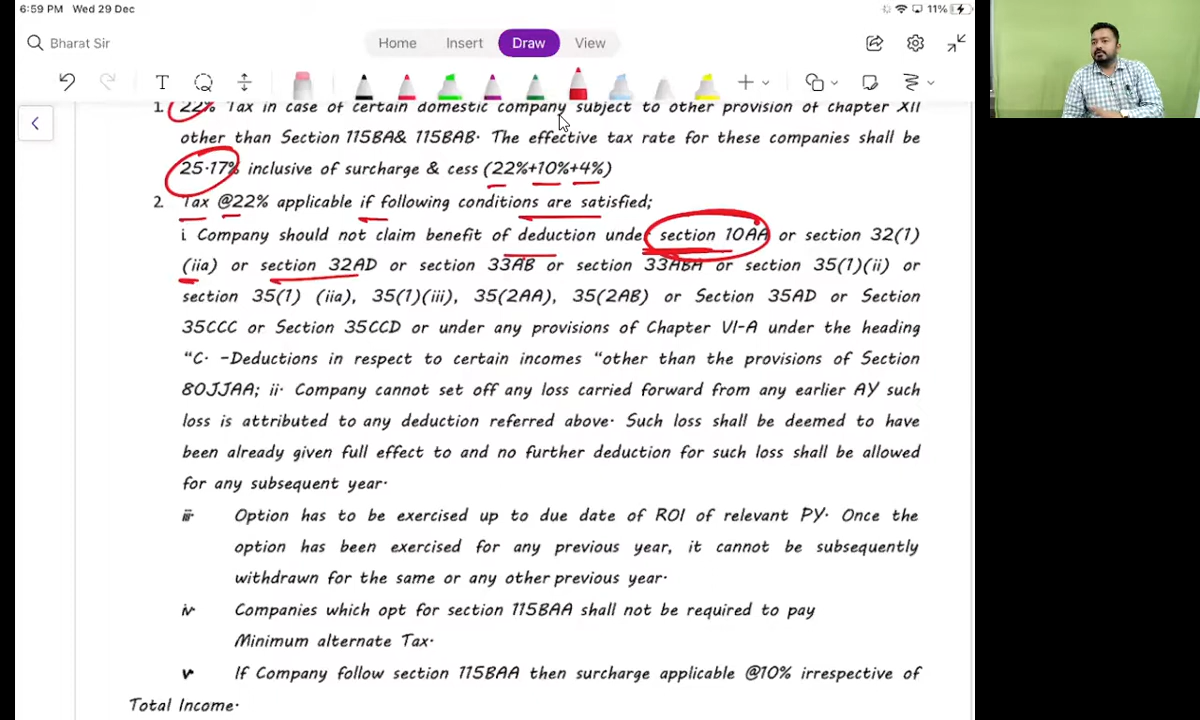 6:59 PM Wed 29 Dec
11%
Bharat Sir
Home Insert Draw View
T
1. 22% Tax in case of certain domestic company subject to other provision of chapter XII
other than Section 115BA& 115BAB. The effective tax rate for these companies shall be
25.17% inclusive of surcharge & cess (22%+10%+4%)
2. Tax @22% applicable if following conditions are satisfied;
i Company should not claim benefit of deduction under section 10AA or section 32(1)
(iia) or section 32AD or section 33AB or section 33ABA or section 35(1)(ii) or
section 35(1) (iia), 35(1)(iii), 35(2AA), 35(2AB) or Section 35AD or Section
35CCC or Section 35CCD or under any provisions of Chapter VI-A under the heading
“C. -Deductions in respect to certain incomes “other than the provisions of Section
80JJAA; ii. Company cannot set off any loss carried forward from any earlier AY such
loss is attributed to any deduction referred above. Such loss shall be deemed to have
been already given full effect to and no further deduction for such loss shall be allowed
for any subsequent year.
iii Option has to be exercised up to due date of ROI of relevant PY. Once the
option has been exercised for any previous year, it cannot be subsequently
withdrawn for the same or any other previous year.
iv Companies which opt for section 115BAA shall not be required to pay
Minimum alternate Tax.
v If Company follow section 115BAA then surcharge applicable @10% irrespective of
Total Income.